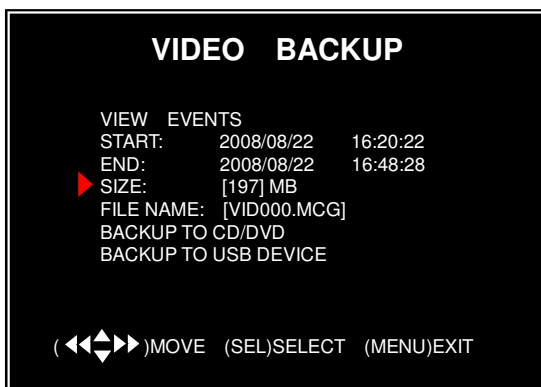 VIDEO BACKUP
VIEW EVENTS
START: 2008/08/22 16:20:22
END: 2008/08/22 16:48:28
SIZE: [197] MB
FILE NAME: [VID000.MCG]
BACKUP TO CD/DVD
BACKUP TO USB DEVICE
( )MOVE (SEL)SELECT (MENU)EXIT